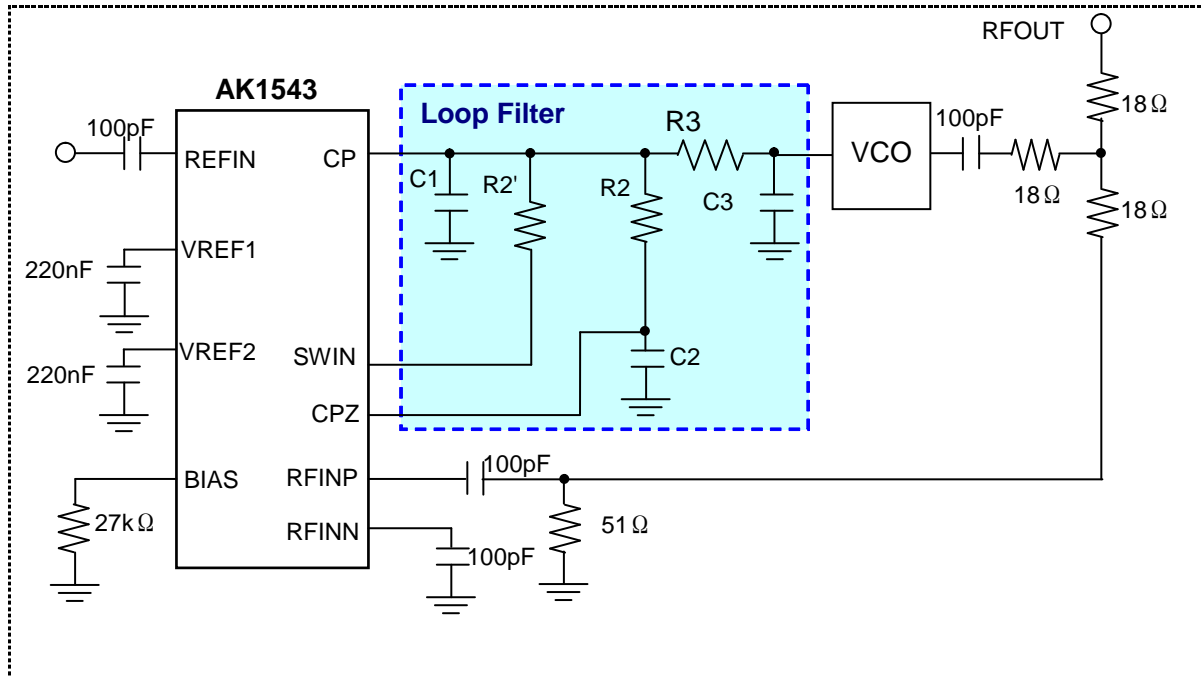 RFOUT
AK1543
18Ω
Loop Filter
100pF
R3
100pF
VCO
REFIN
CP
C1
R2'
R2
C3
18Ω
18Ω
VREF1
220nF
VREF2
SWIN
C2
220nF
CPZ
100pF
BIAS
RFINP
27kΩ
51Ω
RFINN
100pF